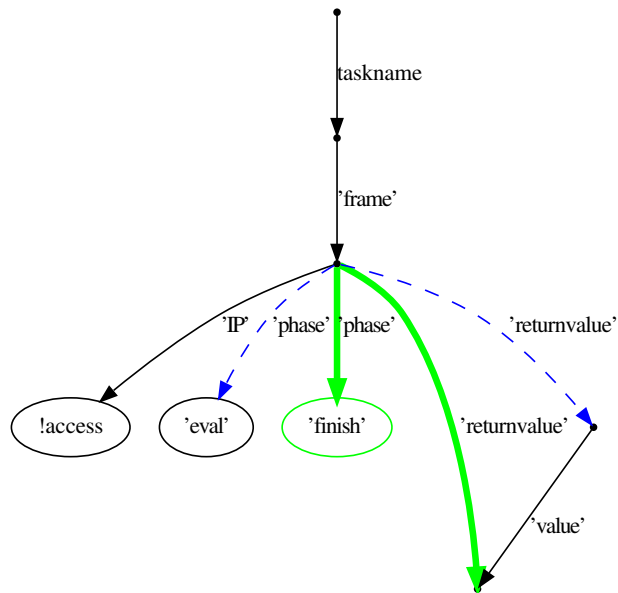 taskname
'frame'
'IP'
'phase'
'phase'
'returnvalue'
!access
'eval'
'finish'
'returnvalue'
'value'